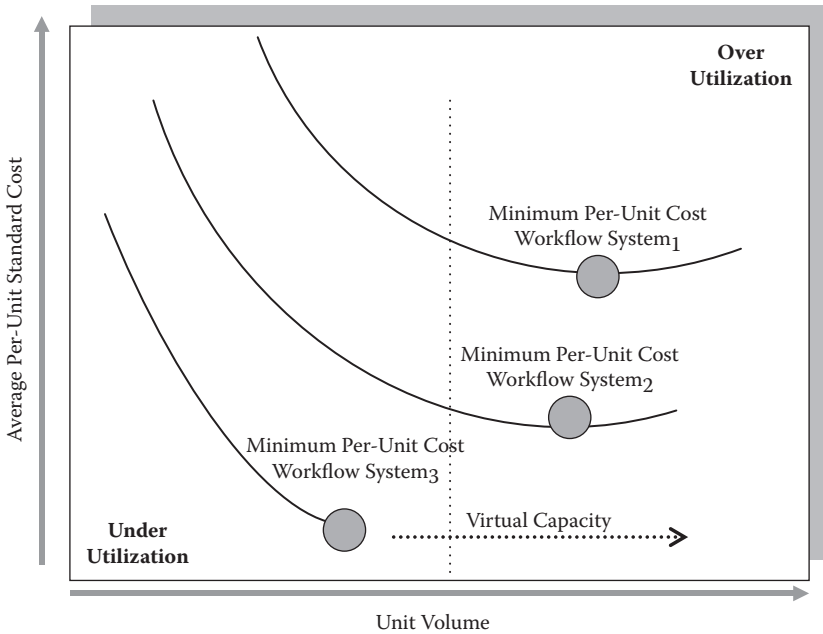 Over
Utilization
Minimum Per-Unit Cost
Workflow System1
Minimum Per-Unit Cost
Workflow System2
Minimum Per-Unit Cost
Workflow System3
Virtual Capacity
Under
Utilization
Average Per-Unit Standard Cost
Unit Volume